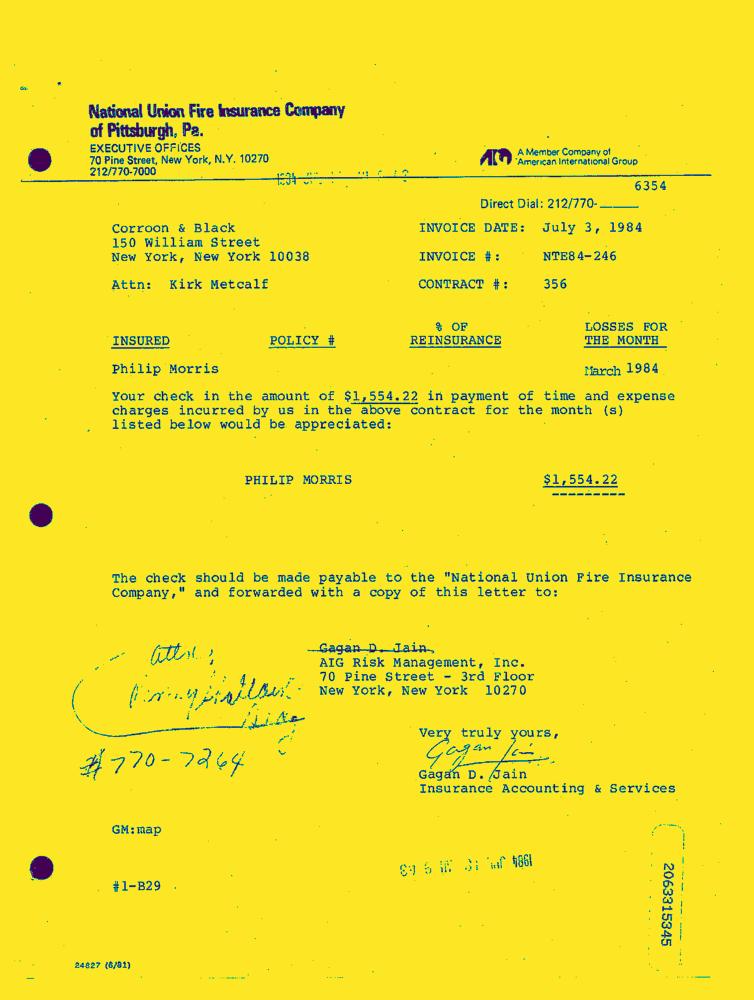 National Union Fire Insurance Company
of Pittsburgh, Pa.
EXECUTIVE OFFICES
70 Pine Street, New York, N.Y. 10270
212/770-7000
A Member Company of
American International Group
6354
Direct Dial: 212/770-
Corroon & Black
150 William Street
New York, New York 10038
INVOICE DATE: July 3, 1984
INVOICE #: NTE84-246
Attn: Kirk Metcalf
CONTRACT #: 356
INSURED POLICY # % OF REINSURANCE LOSSES FOR THE MONTH
Philip Morris March 1984
Your check in the amount of $1,554.22 in payment of time and expense
charges incurred by us in the above contract for the month (s)
listed below would be appreciated:
PHILIP MORRIS $1,554.22
The check should be made payable to the "National Union Fire Insurance
Company," and forwarded with a copy of this letter to:
Gagan D. Jain
AIG Risk Management, Inc.
70 Pine Street - 3rd Floor
New York, New York 10270
Attn:
#770-7264
Very truly yours,
Gagan Jain
Gagan D. Jain
Insurance Accounting & Services
GM:map
#1-B29
2063315345
24827 (6/81)